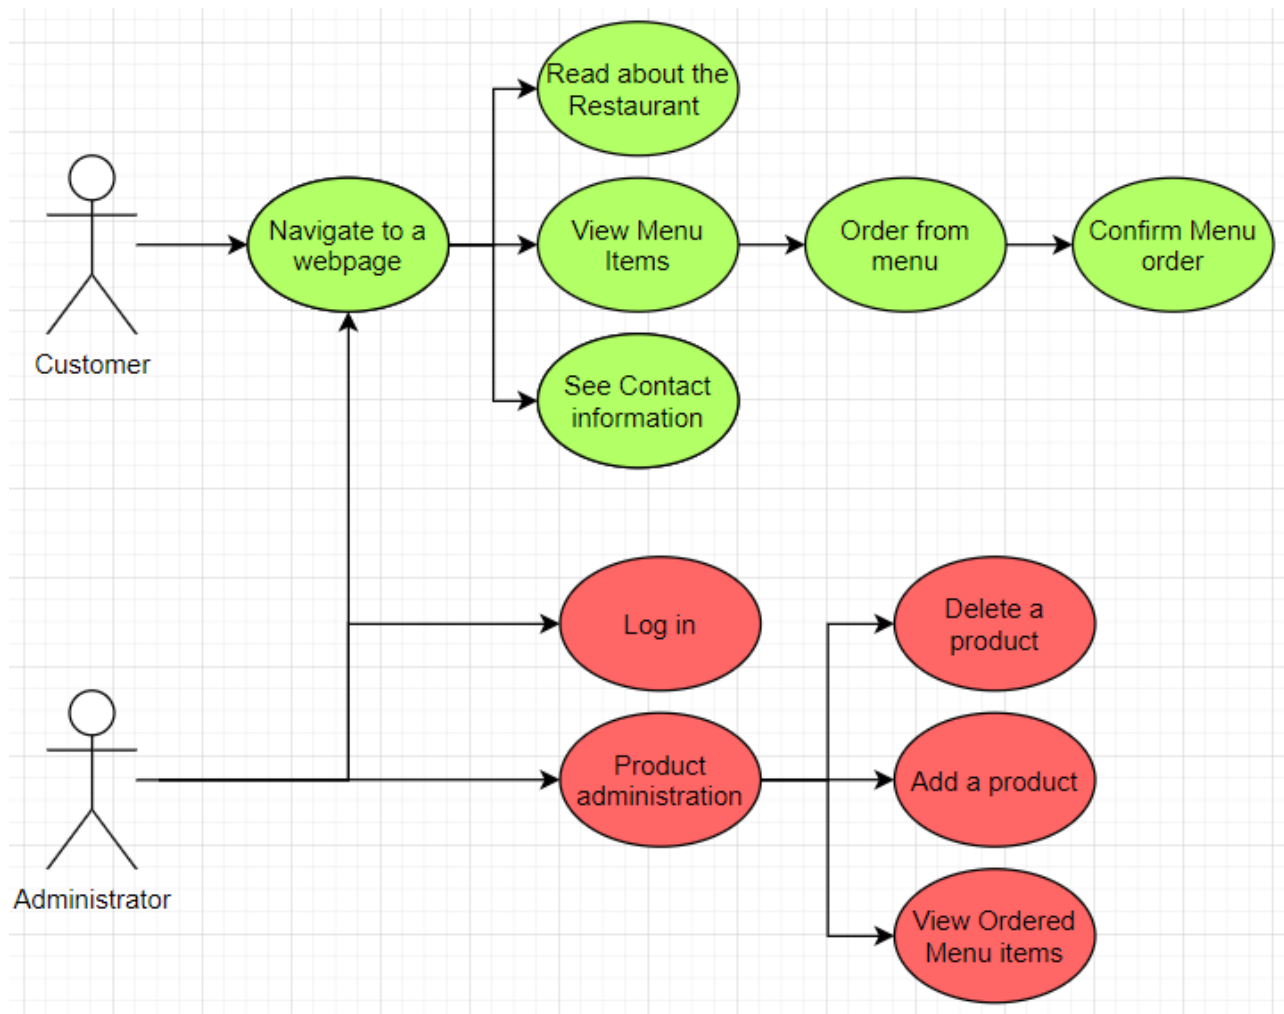 Read about the
Restaurant
Navigate to a
webpage
View Menu
Items
Order from
menu
Confirm Menu
order
Customer
See Contact
information
Log in
Delete a
product
Product
administration
Add a product
Administrator
View Ordered
Menu items